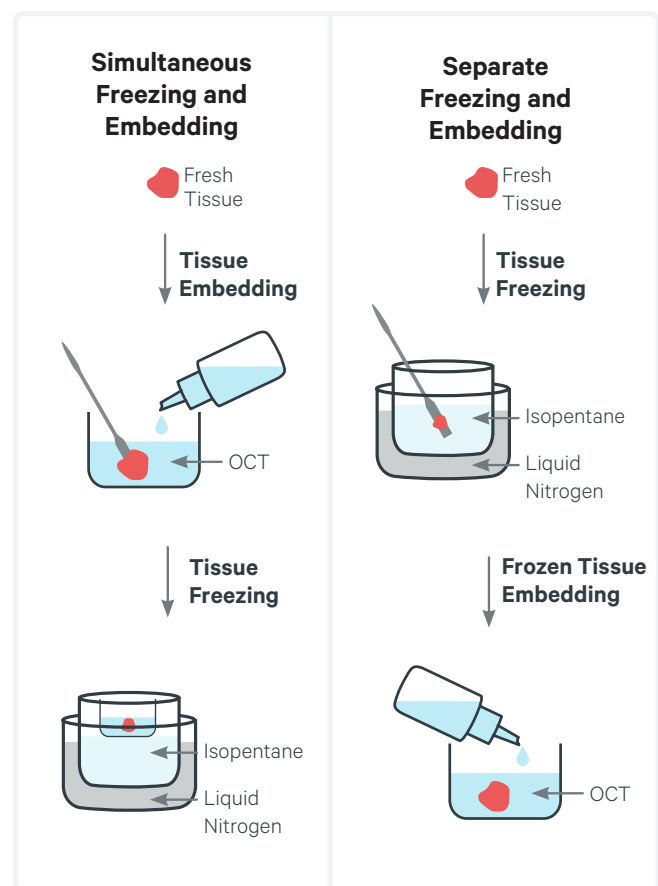 Simultaneous
Freezing and
Embedding
Fresh
Tissue
Tissue
Embedding
OCT
Tissue
Freezing
Isopentane
Liquid
Nitrogen
Separate
Freezing and
Embedding
Fresh
Tissue
Tissue
Freezing
Isopentane
Liquid
Nitrogen
Frozen Tissue
Embedding
OCT